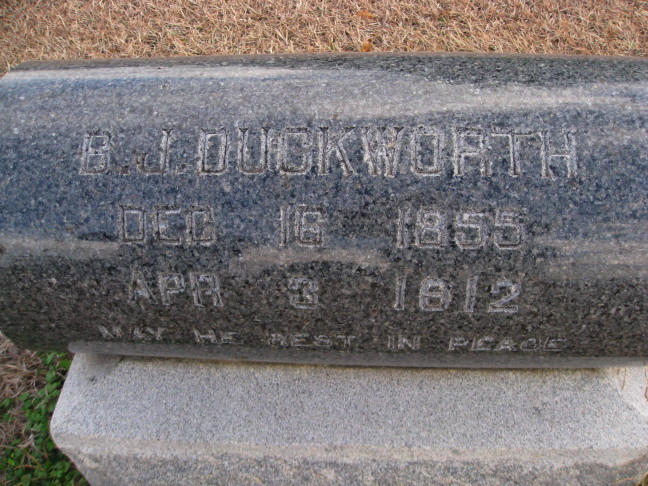 B.J. DUCKWORTH
DEC 16 1855
APR 3 1912
MAY HE REST IN PEACE